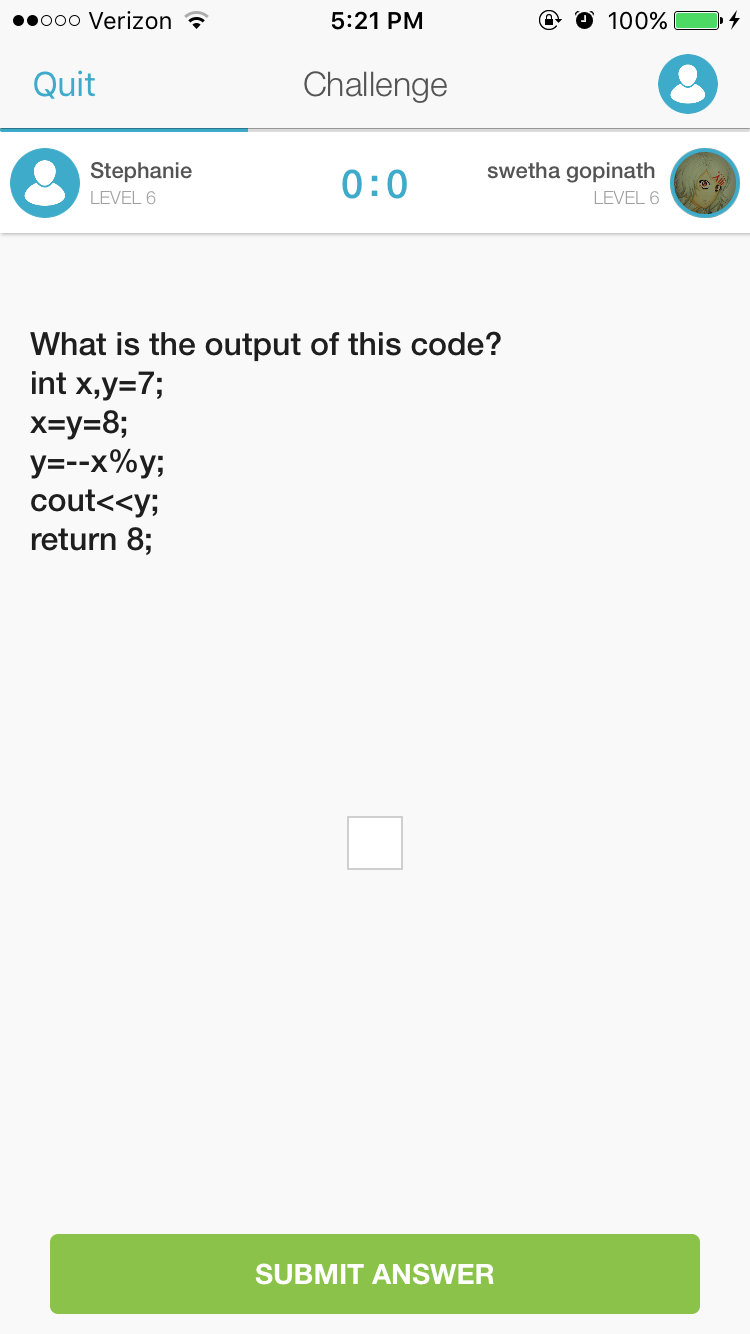 Verizon 5:21 PM 100%
Quit Challenge
Stephanie
LEVEL 6
0:0
swetha gopinath
LEVEL 6
What is the output of this code?
int x,y=7;
x=y=8;
y=--x%y;
cout<<y;
return 8;
SUBMIT ANSWER